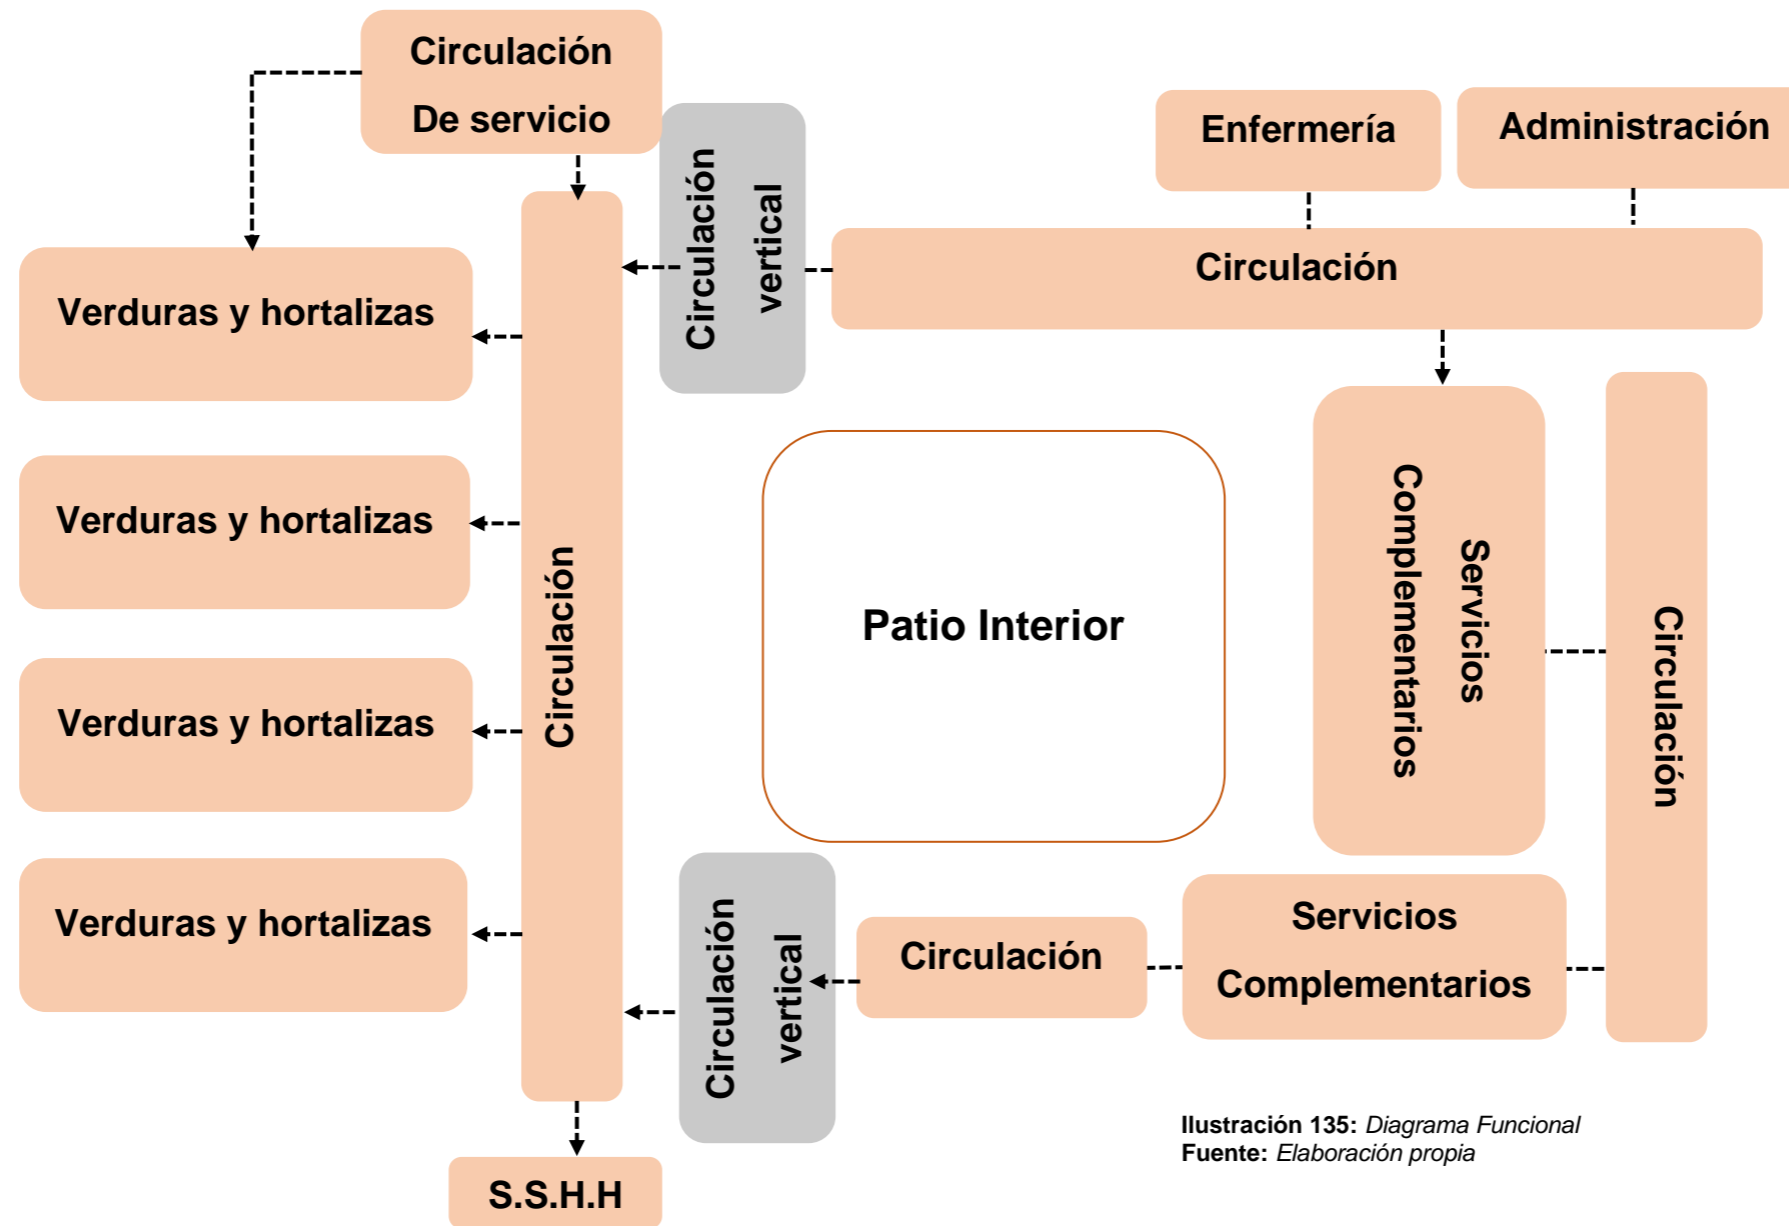 Circulación
De servicio
Enfermería
Administración
Circulación
vertical
Circulación
Verduras y hortalizas
Verduras y hortalizas
Verduras y hortalizas
Verduras y hortalizas
Circulación
Patio Interior
Servicios
Complementarios
Circulación
Circulación
vertical
Circulación
Servicios
Complementarios
Ilustración 135: Diagrama Funcional
Fuente: Elaboración propia
S.S.H.H